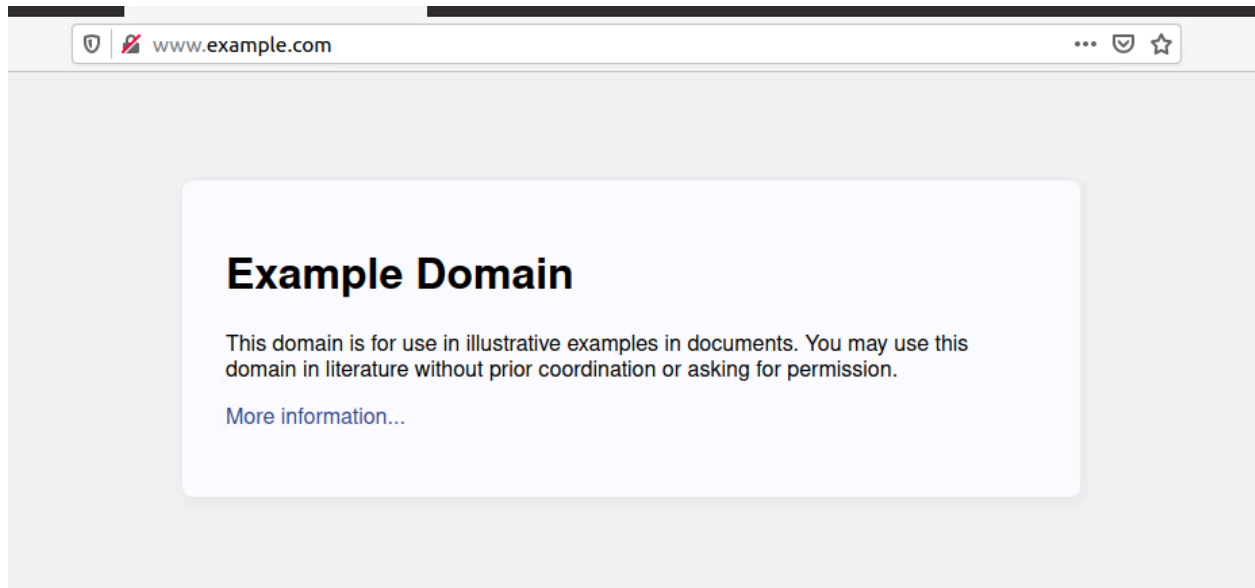 www.example.com
Example Domain
This domain is for use in illustrative examples in documents. You may use this
domain in literature without prior coordination or asking for permission.
More information...